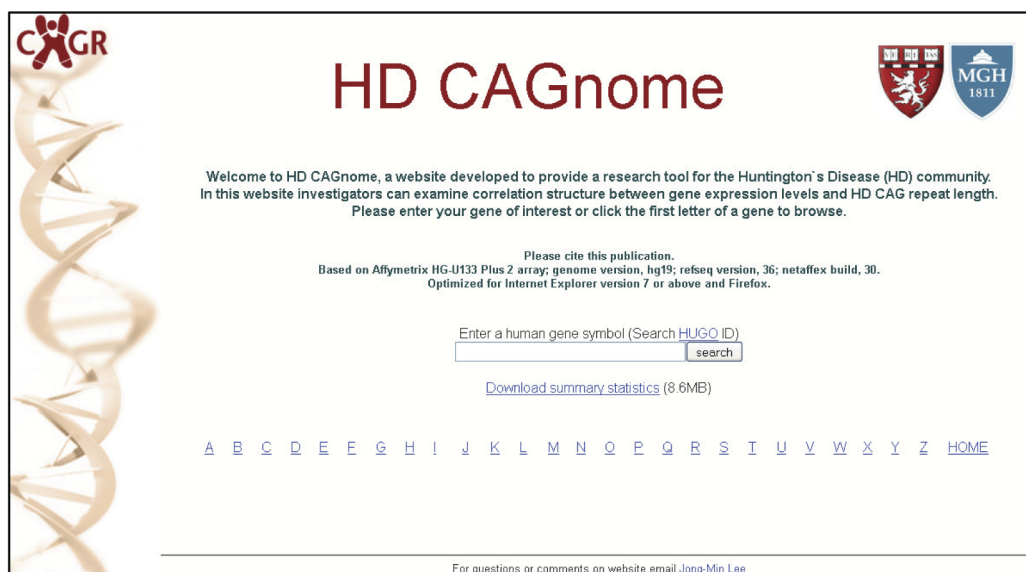 CHGR
HD CAGnome
VE RI TAS
MGH
1811
Welcome to HD CAGnome, a website developed to provide a research tool for the Huntington`s Disease (HD) community.
In this website investigators can examine correlation structure between gene expression levels and HD CAG repeat length.
Please enter your gene of interest or click the first letter of a gene to browse.
Please cite this publication.
Based on Affymetrix HG-U133 Plus 2 array; genome version, hg19; refseq version, 36; netaffex build, 30.
Optimized for Internet Explorer version 7 or above and Firefox.
Enter a human gene symbol (Search HUGO ID)
search
Download summary statistics (8.6MB)
A B C D E F G H I J K L M N O P Q R S T U V W X Y Z HOME
For questions or comments on website email Jong-Min Lee.